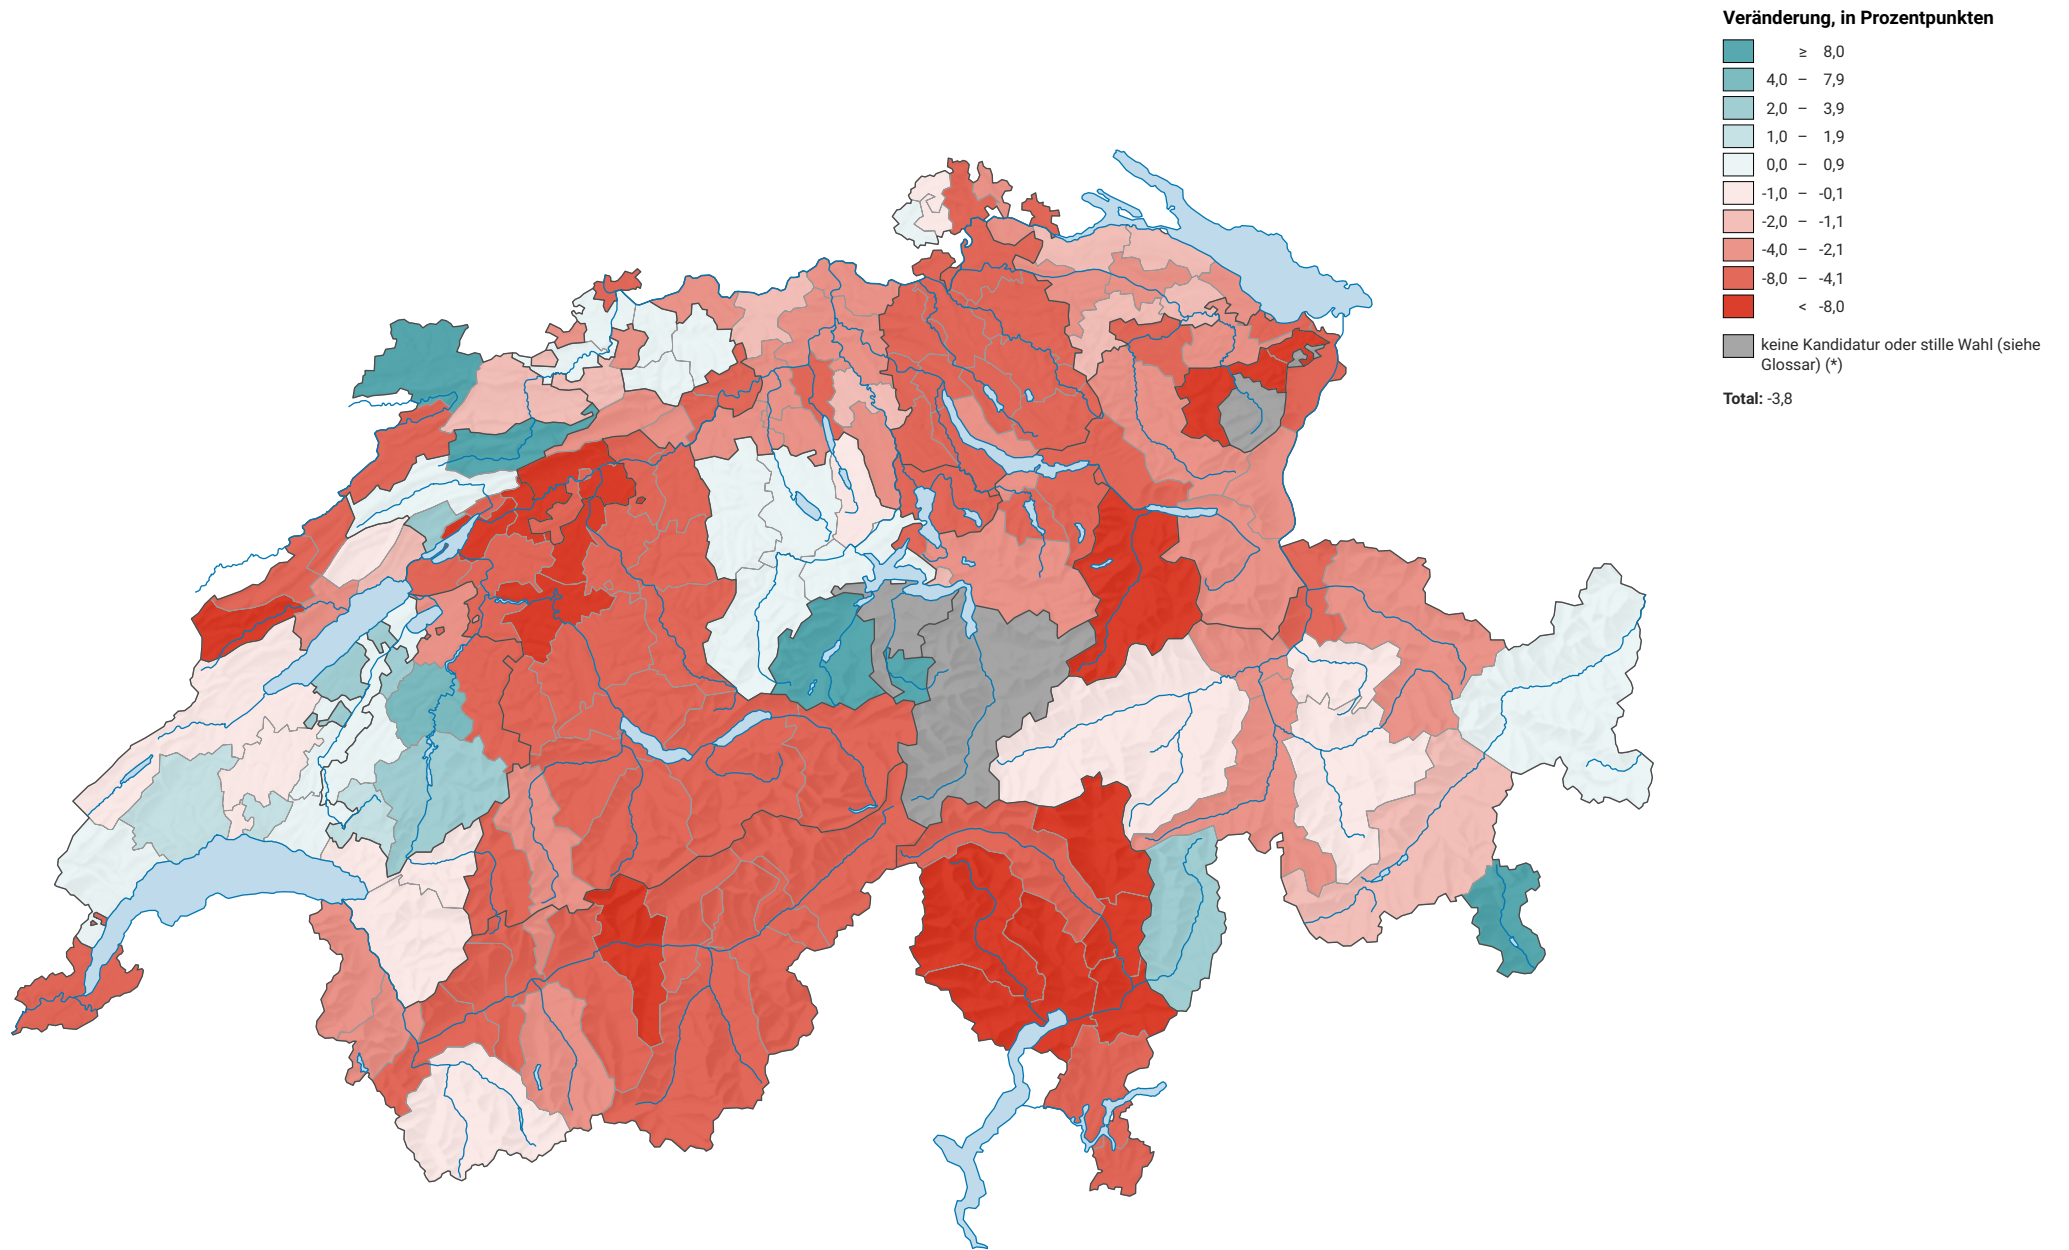 Veränderung, in Prozentpunkten
≥ 8,0
4,0 – 7,9
2,0 – 3,9
1,0 – 1,9
0,0 – 0,9
-1,0 – -0,1
-2,0 – -1,1
-4,0 – -2,1
-8,0 – -4,1
< -8,0
keine Kandidatur oder stille Wahl (siehe
Glossar) (*)
Total: -3,8